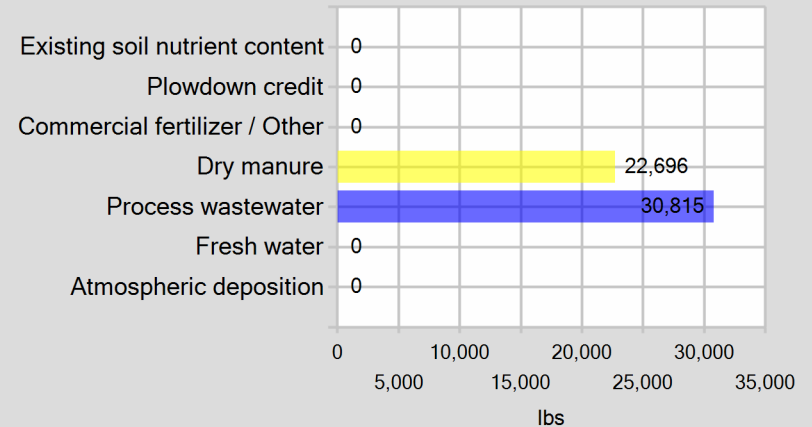 Existing soil nutrient content 0
Plowdown credit 0
Commercial fertilizer / Other 0
Dry manure 22,696
Process wastewater 30,815
Fresh water 0
Atmospheric deposition 0
0 10,000 20,000 30,000
5,000 15,000 25,000 35,000
lbs